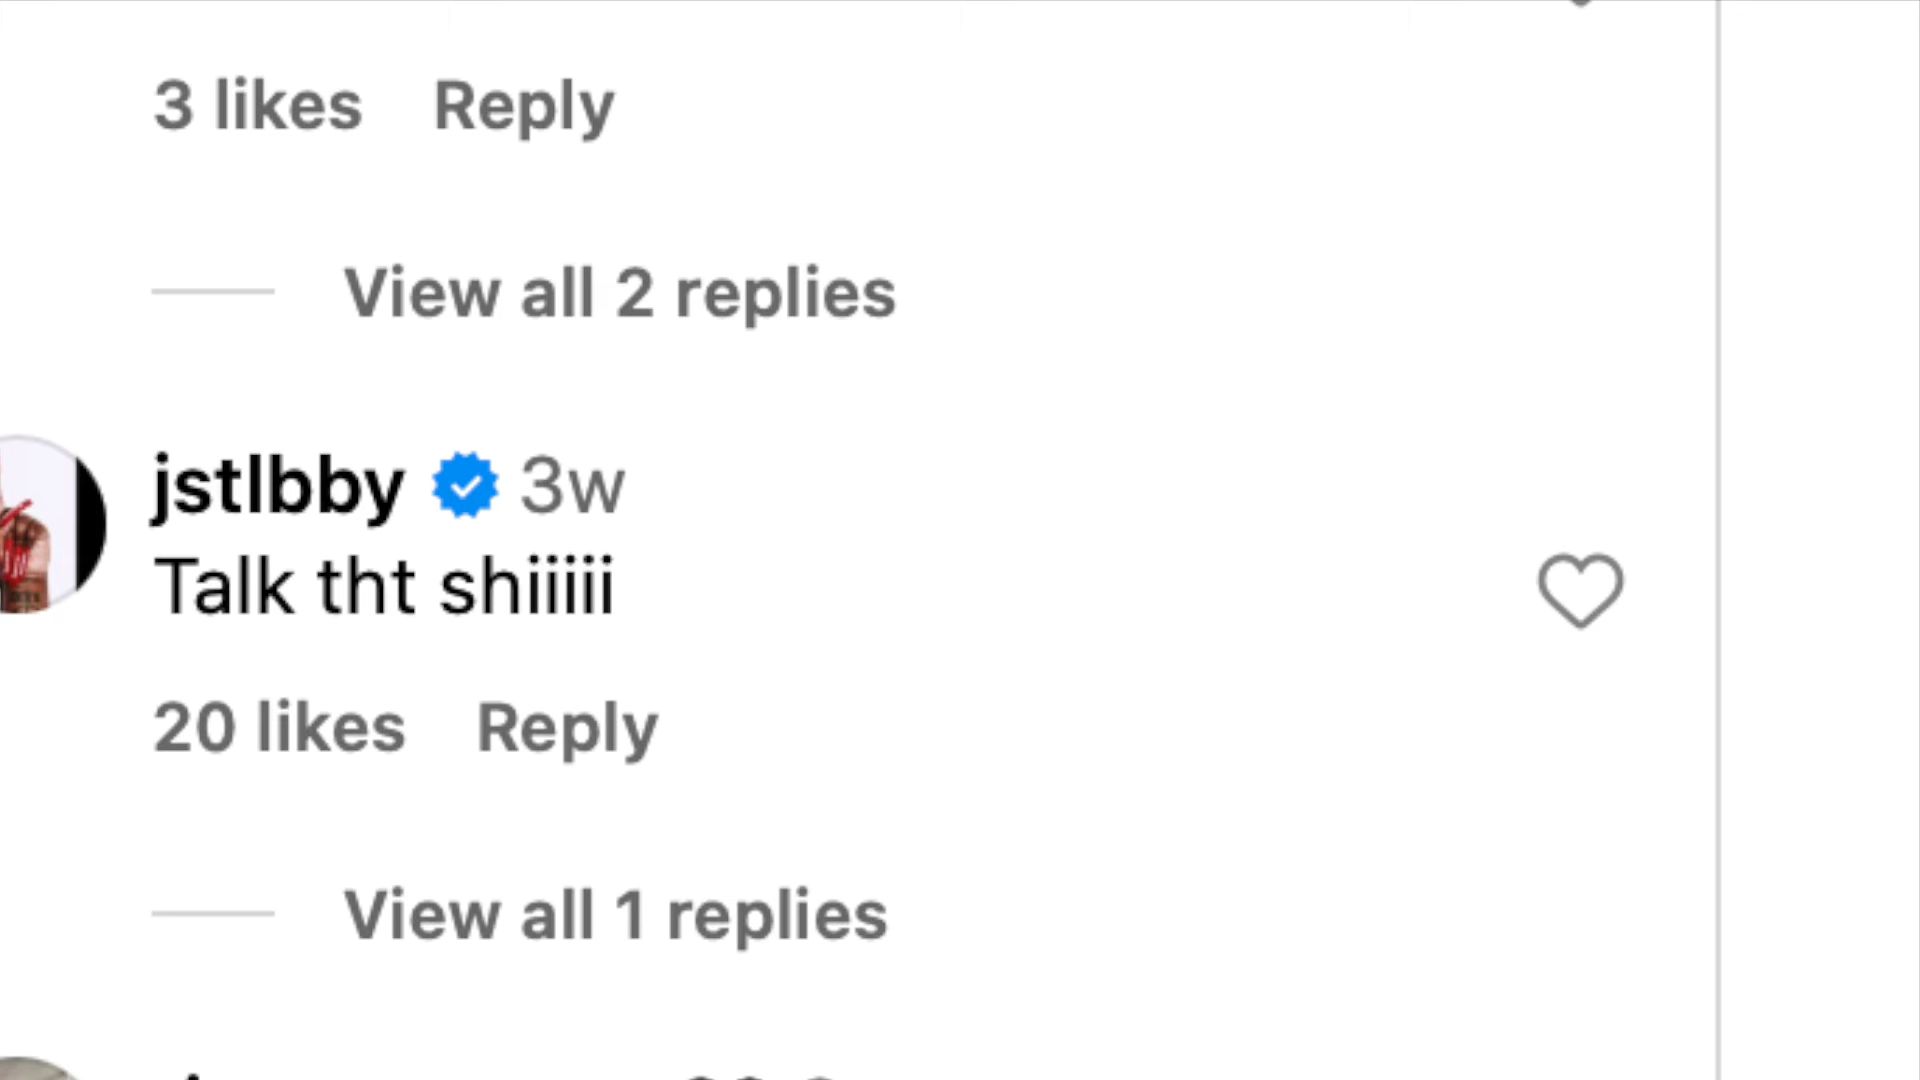 3 likes Reply
View all 2 replies
jstlbby 3w
Talk tht shiiiii
20 likes Reply
View all 1 replies